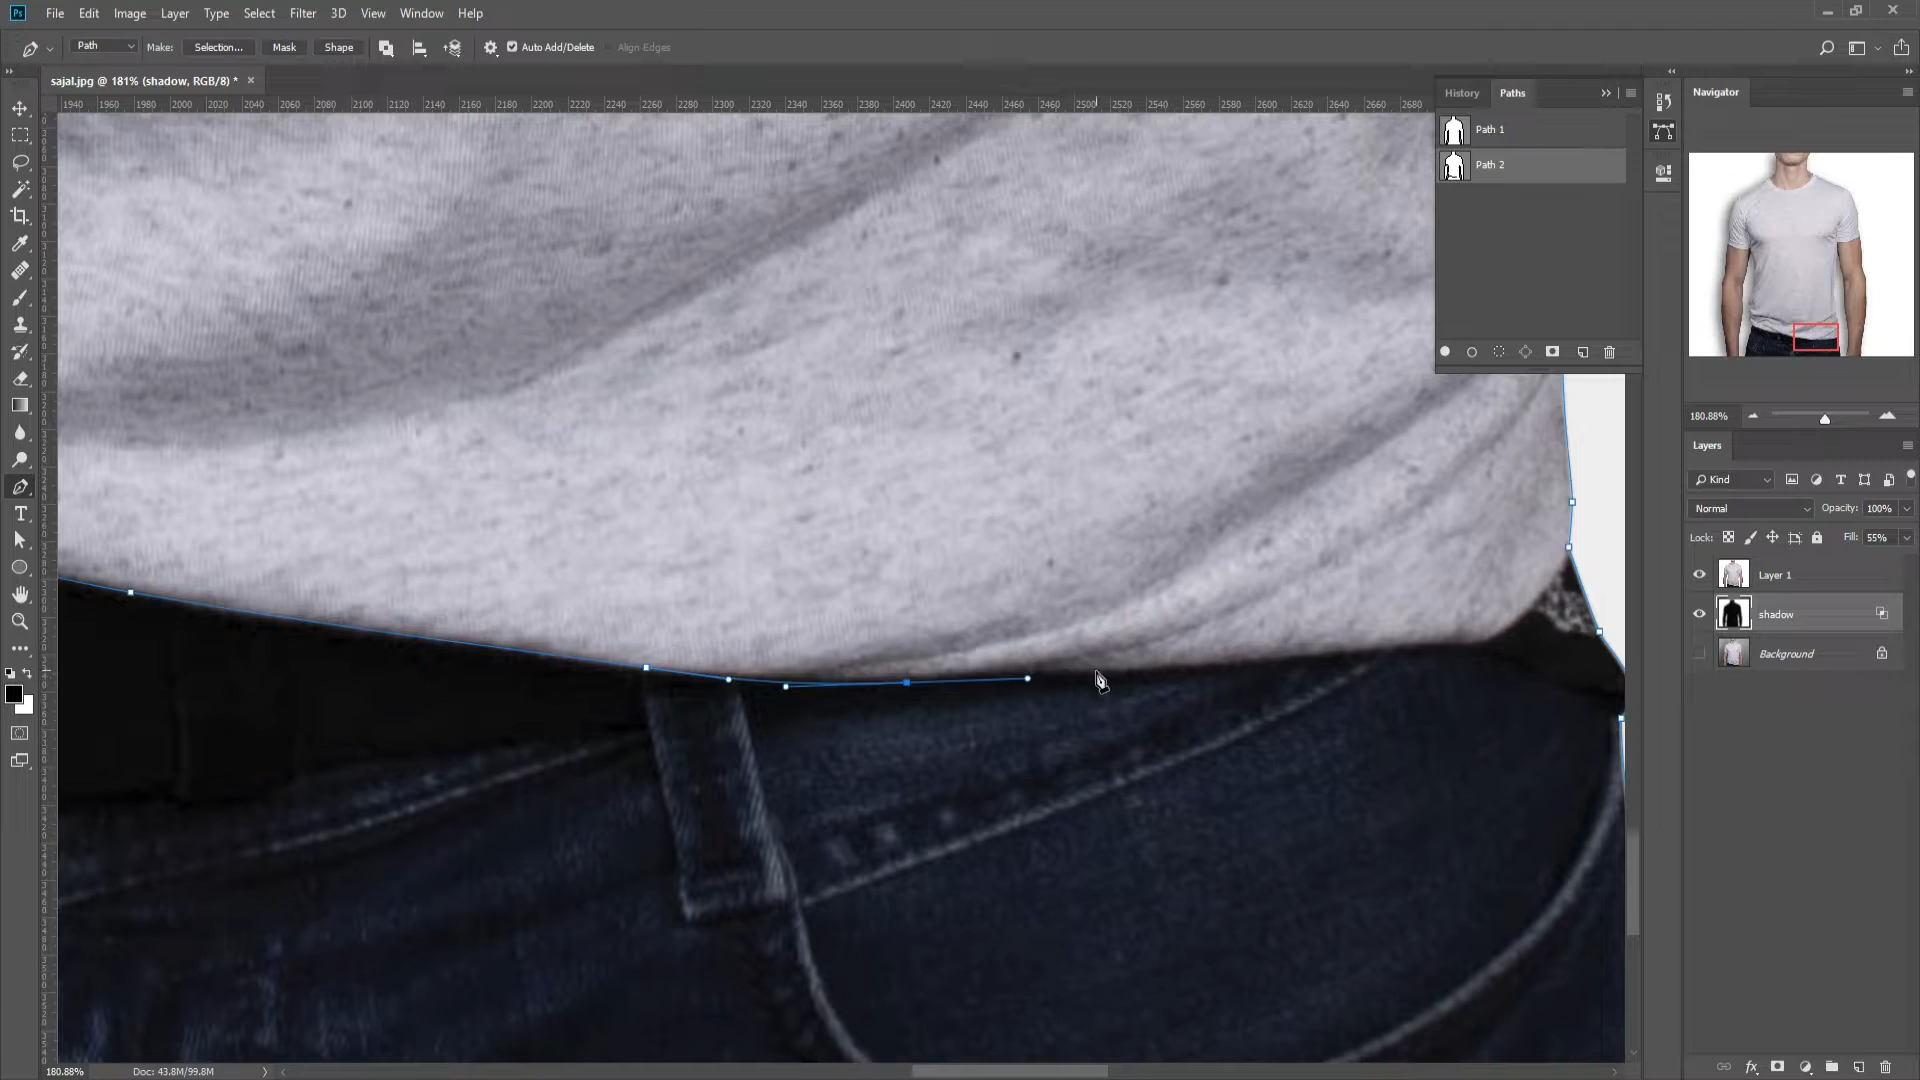 Ps File Edit Image Layer Type Select Filter 3D View Window Help
Path Make: Selection... Mask Shape Auto Add/Delete Align Edges
sajal.jpg @ 181% (shadow, RGB/8) * ×
1940 1960 1980 2000 2020 2040 2060 2080 2100 2120 2140 2160 2180 2200 2220 2240 2260 2280 2300 2320 2340 2360 2380 2400 2420 2440 2460 2480 2500 2520 2540 2560 2580 2600 2620 2640 2660 2680
History Paths
Path 1
Path 2
Navigator
180.88%
Layers
Kind
Normal Opacity: 100%
Lock: Fill: 55%
Layer 1
shadow
Background
180.88% Doc: 43.8M/99.8M